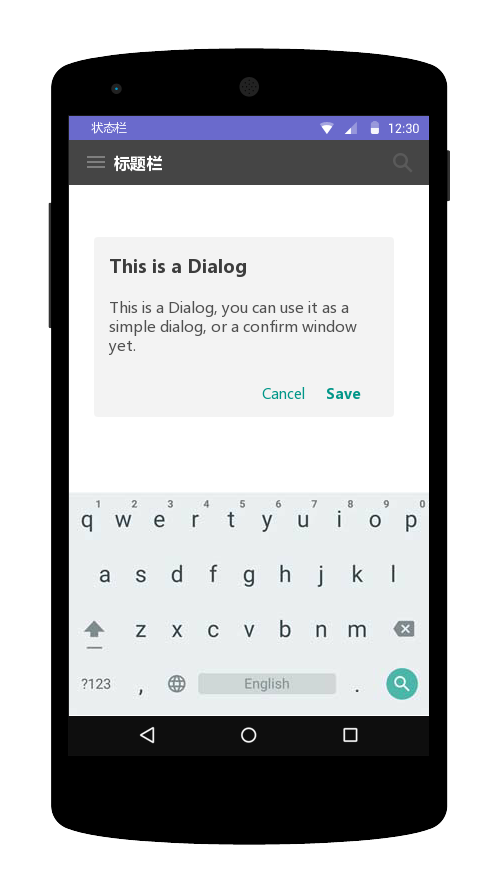 状态栏 12:30
标题栏
This is a Dialog
This is a Dialog, you can use it as a
simple dialog, or a confirm window
yet.
Cancel Save
1 2 3 4 5 6 7 8 9 0
q w e r t y u i o p
a s d f g h j k l
z x c v b n m
?123 , English .